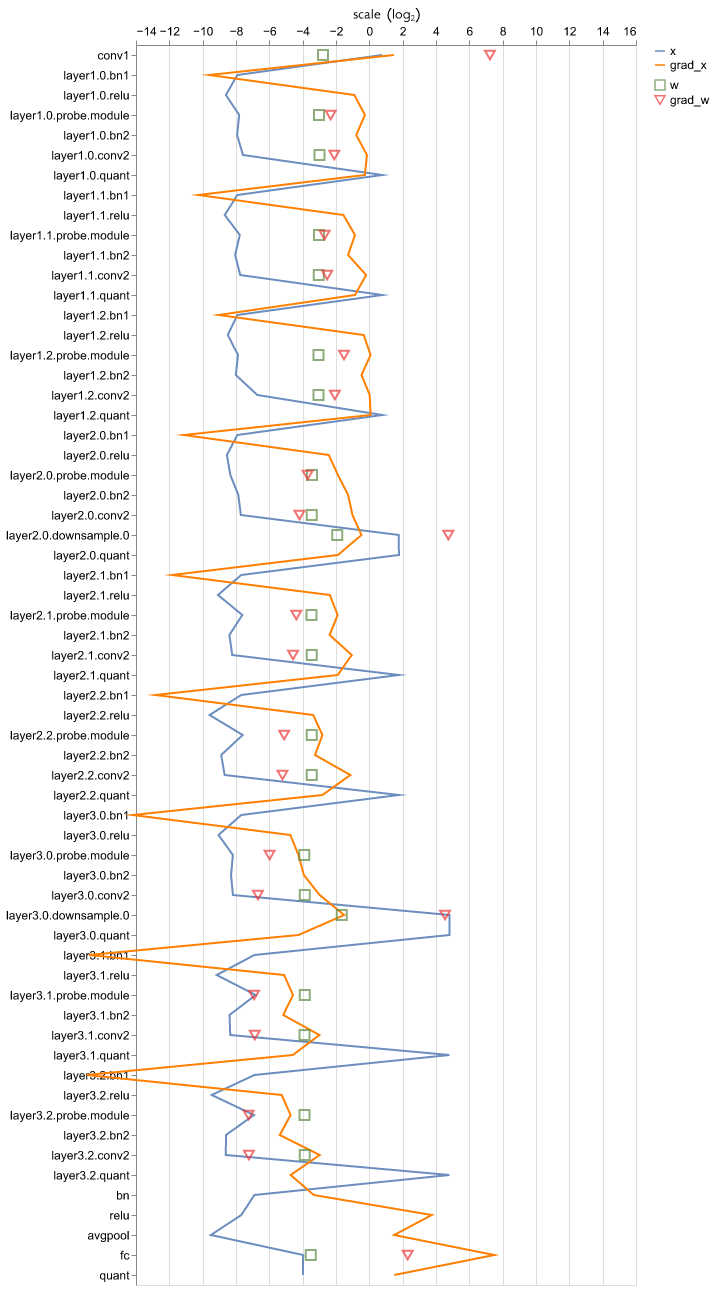 scale (log₂)
−14 −12 −10 −8 −6 −4 −2 0 2 4 6 8 10 12 14 16
x
grad_x
w
grad_w
conv1
layer1.0.bn1
layer1.0.relu
layer1.0.probe.module
layer1.0.bn2
layer1.0.conv2
layer1.0.quant
layer1.1.bn1
layer1.1.relu
layer1.1.probe.module
layer1.1.bn2
layer1.1.conv2
layer1.1.quant
layer1.2.bn1
layer1.2.relu
layer1.2.probe.module
layer1.2.bn2
layer1.2.conv2
layer1.2.quant
layer2.0.bn1
layer2.0.relu
layer2.0.probe.module
layer2.0.bn2
layer2.0.conv2
layer2.0.downsample.0
layer2.0.quant
layer2.1.bn1
layer2.1.relu
layer2.1.probe.module
layer2.1.bn2
layer2.1.conv2
layer2.1.quant
layer2.2.bn1
layer2.2.relu
layer2.2.probe.module
layer2.2.bn2
layer2.2.conv2
layer2.2.quant
layer3.0.bn1
layer3.0.relu
layer3.0.probe.module
layer3.0.bn2
layer3.0.conv2
layer3.0.downsample.0
layer3.0.quant
layer3.1.bn1
layer3.1.relu
layer3.1.probe.module
layer3.1.bn2
layer3.1.conv2
layer3.1.quant
layer3.2.bn1
layer3.2.relu
layer3.2.probe.module
layer3.2.bn2
layer3.2.conv2
layer3.2.quant
bn
relu
avgpool
fc
quant